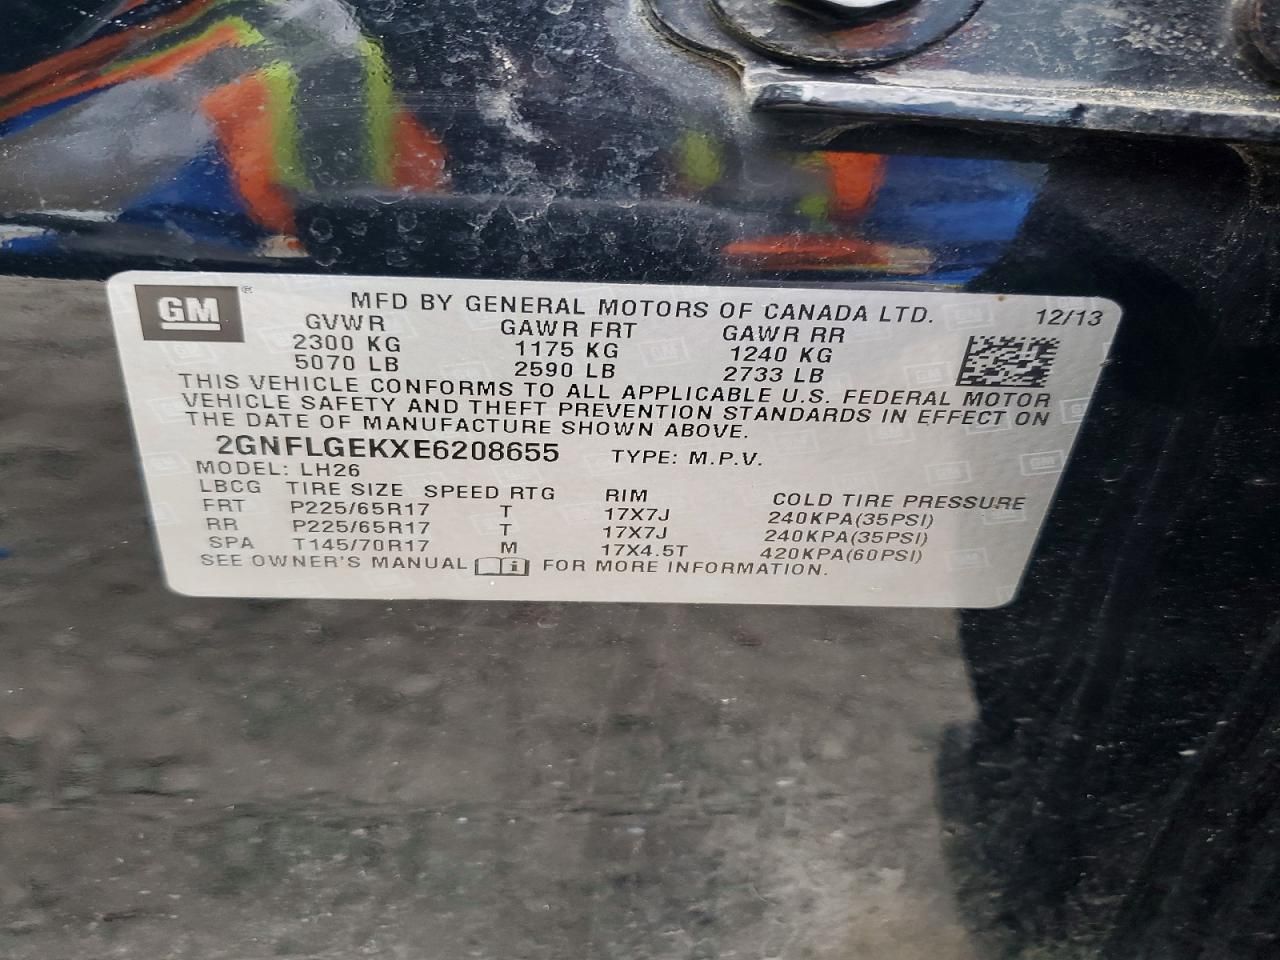 GM ® MFD BY GENERAL MOTORS OF CANADA LTD. 12/13
GVWR GAWR FRT GAWR RR
2300 KG 1175 KG 1240 KG
5070 LB 2590 LB 2733 LB
THIS VEHICLE CONFORMS TO ALL APPLICABLE U.S. FEDERAL MOTOR
VEHICLE SAFETY AND THEFT PREVENTION STANDARDS IN EFFECT ON
THE DATE OF MANUFACTURE SHOWN ABOVE.
2GNFLGEKXE6208655 TYPE: M.P.V.
MODEL: LH26
LBCG TIRE SIZE SPEED RTG RIM COLD TIRE PRESSURE
FRT P225/65R17 T 17X7J 240KPA(35PSI)
RR P225/65R17 T 17X7J 240KPA(35PSI)
SPA T145/70R17 M 17X4.5T 420KPA(60PSI)
SEE OWNER'S MANUAL i FOR MORE INFORMATION.